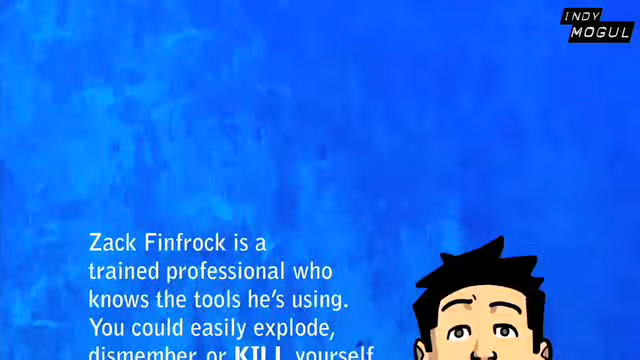 INDY
MOGUL
Zack Finfrock is a
trained professional who
knows the tools he's using.
You could easily explode,
dismember or KILL yourself